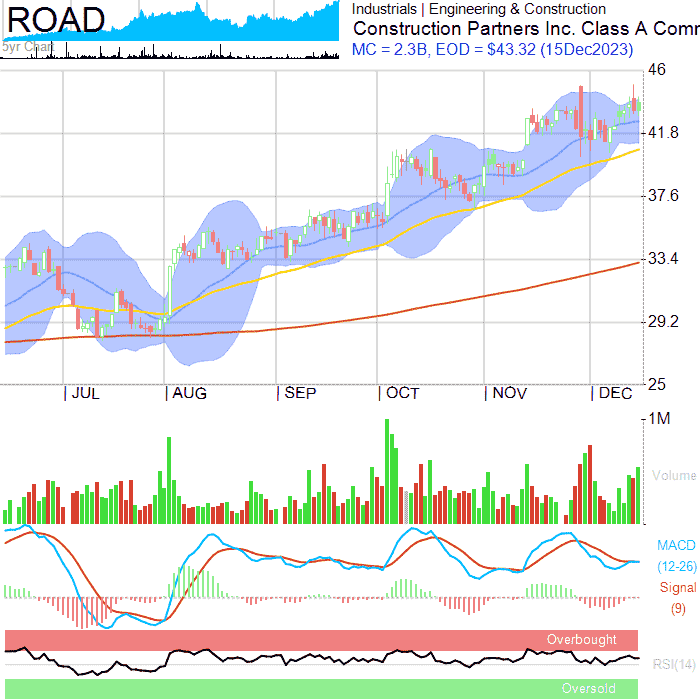 ROAD
5yr Chart
Industrials | Engineering & Construction
Construction Partners Inc. Class A Comm
MC = 2.3B, EOD = $43.32 (15Dec2023)
46
41.8
37.6
33.4
29.2
25
JUL AUG SEP OCT NOV DEC
1M
Volume
MACD
(12-26)
Signal
(9)
Overbought
RSI(14)
Oversold